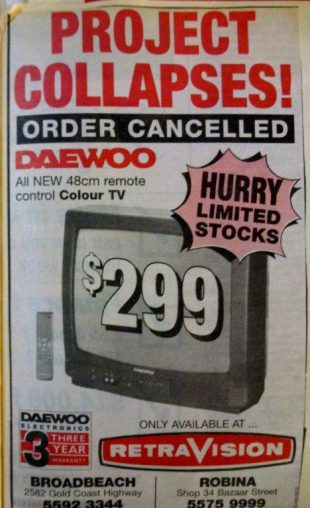 PROJECT
COLLAPSES!
ORDER CANCELLED
DAEWOO
All NEW 48cm remote
control Colour TV
HURRY
LIMITED
STOCKS
$299
DAEWOO
ELECTRONICS
3 THREE
YEAR
WARRANTY
ONLY AVAILABLE AT ...
RETRAVISION
BROADBEACH
2582 Gold Coast Highway
5592 3344
ROBINA
Shop 34 Bazaar Street
5575 9999